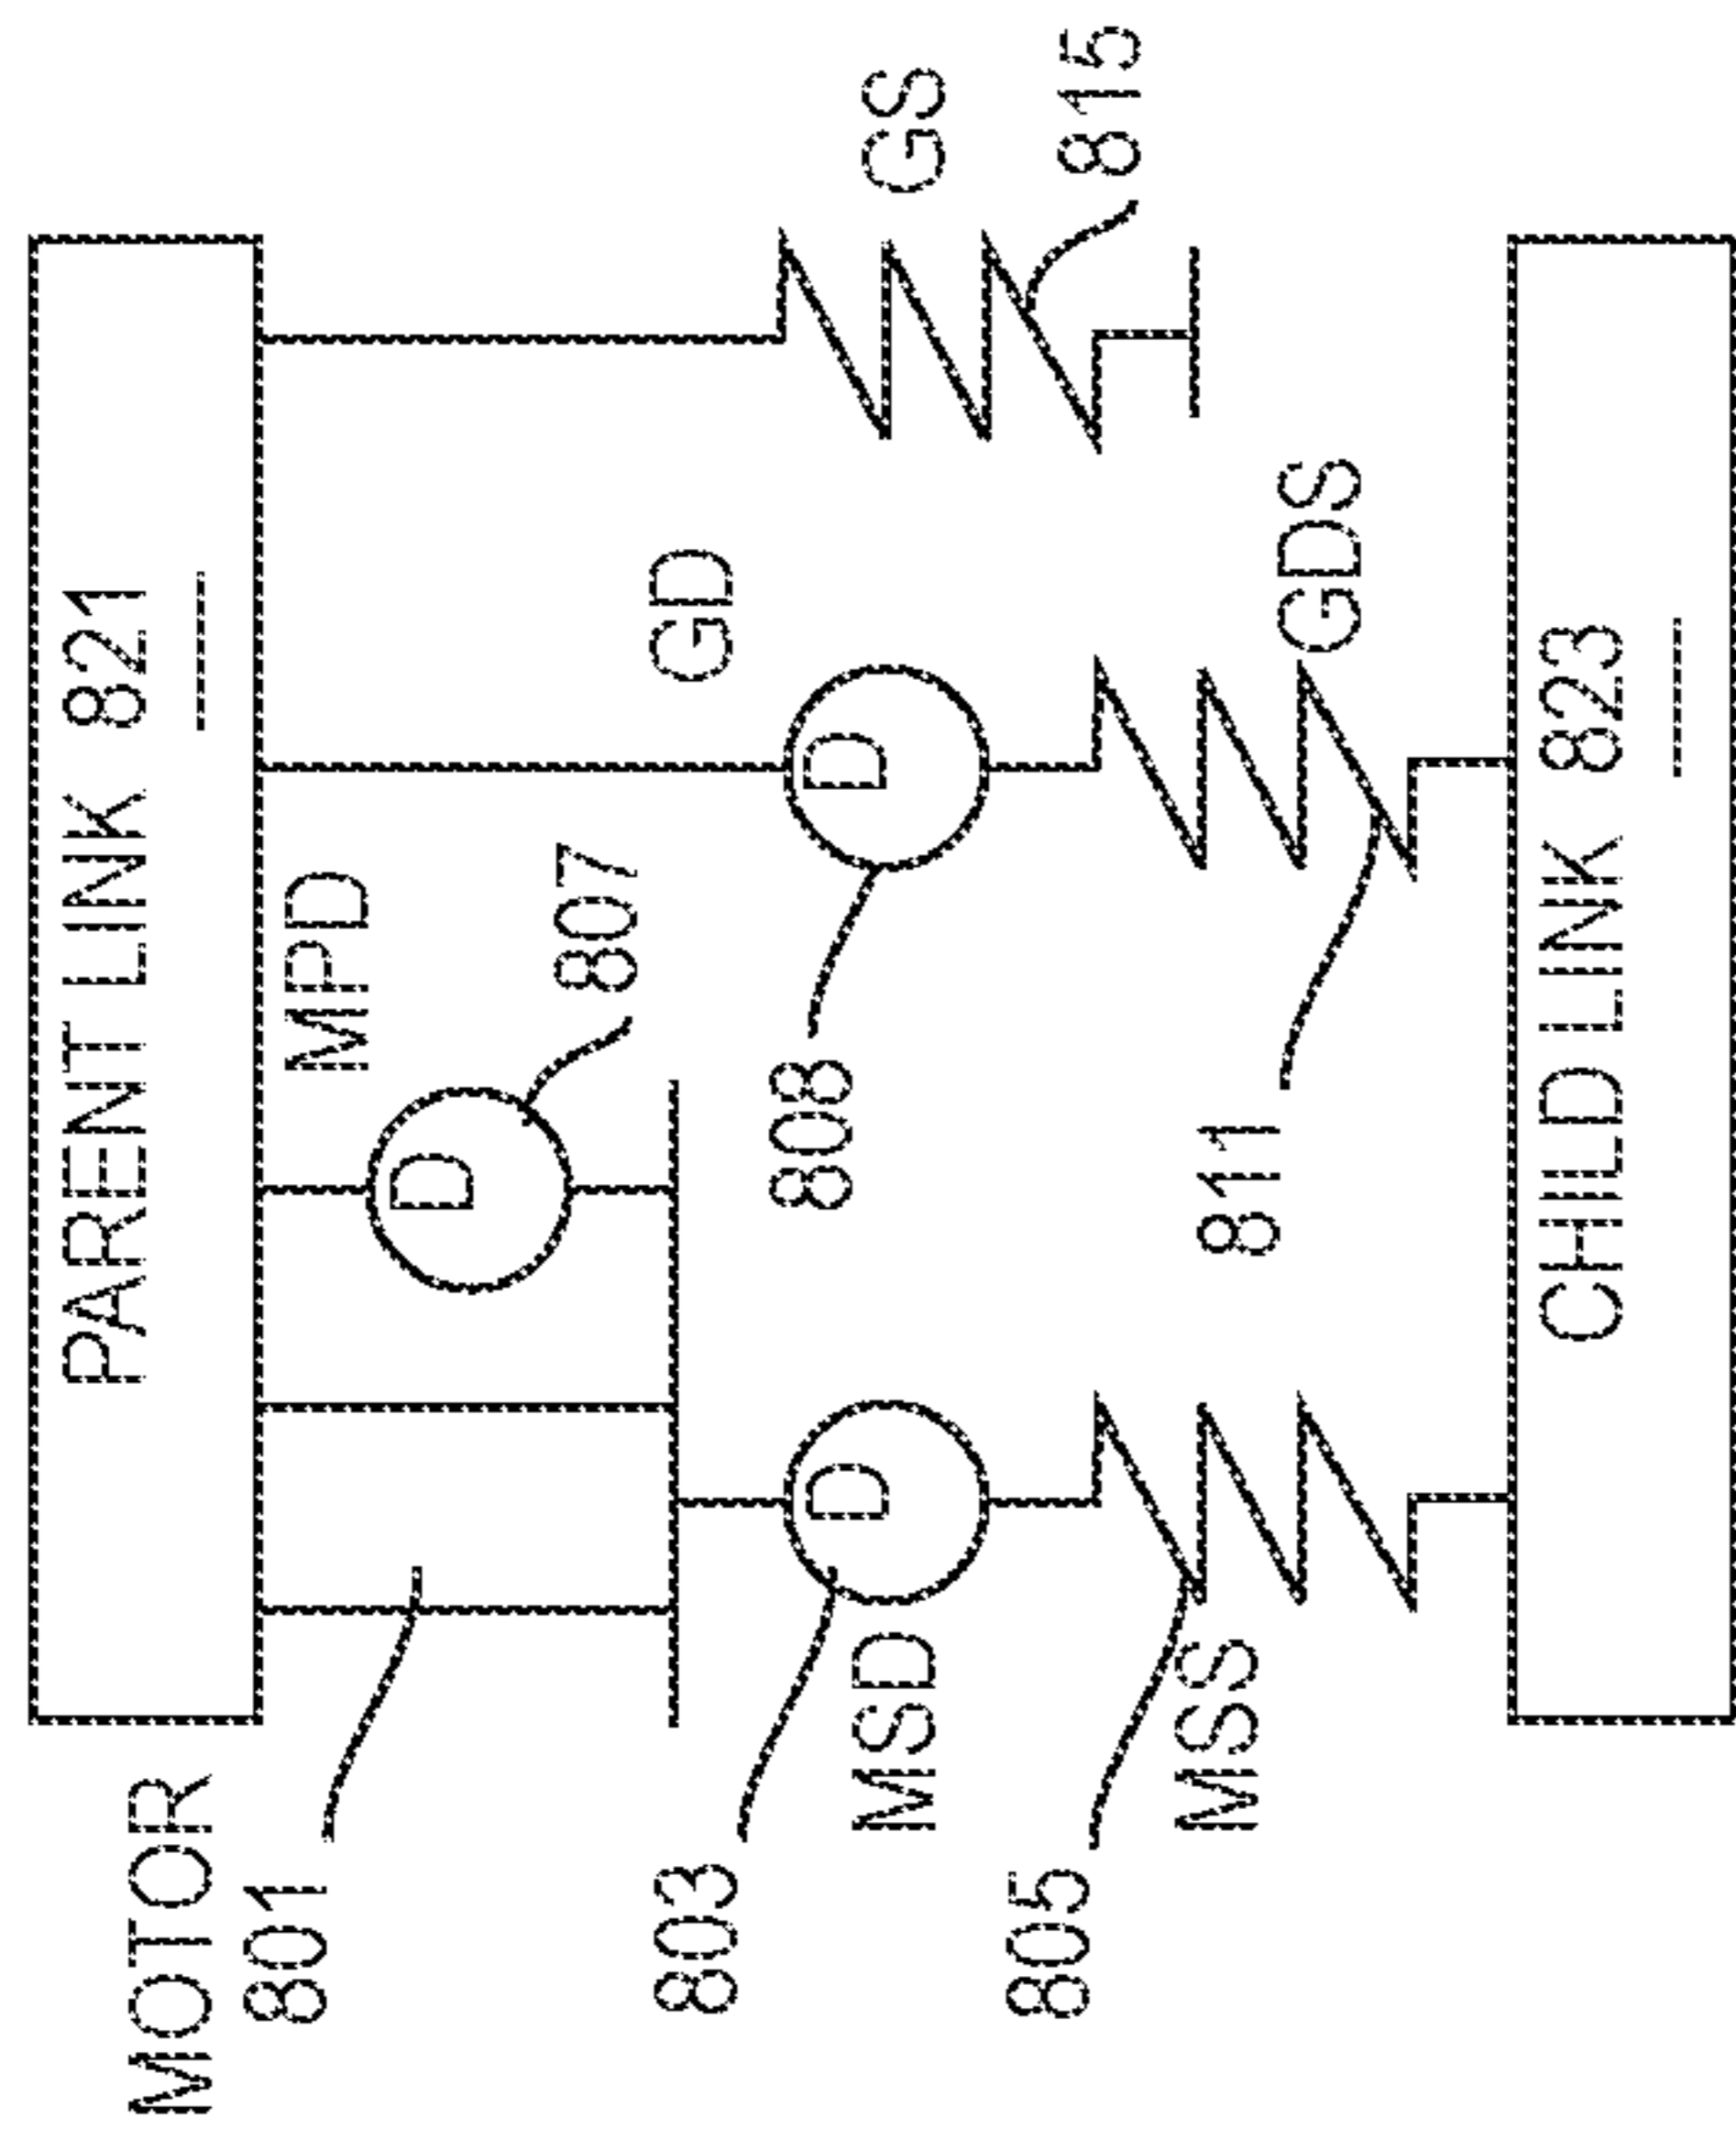 PARENT LINK 821
MOTOR
801
MPD
807
D
803
D
MSD
808
D
GD
GS
815
805
MSS
811
GDS
CHILD LINK 823